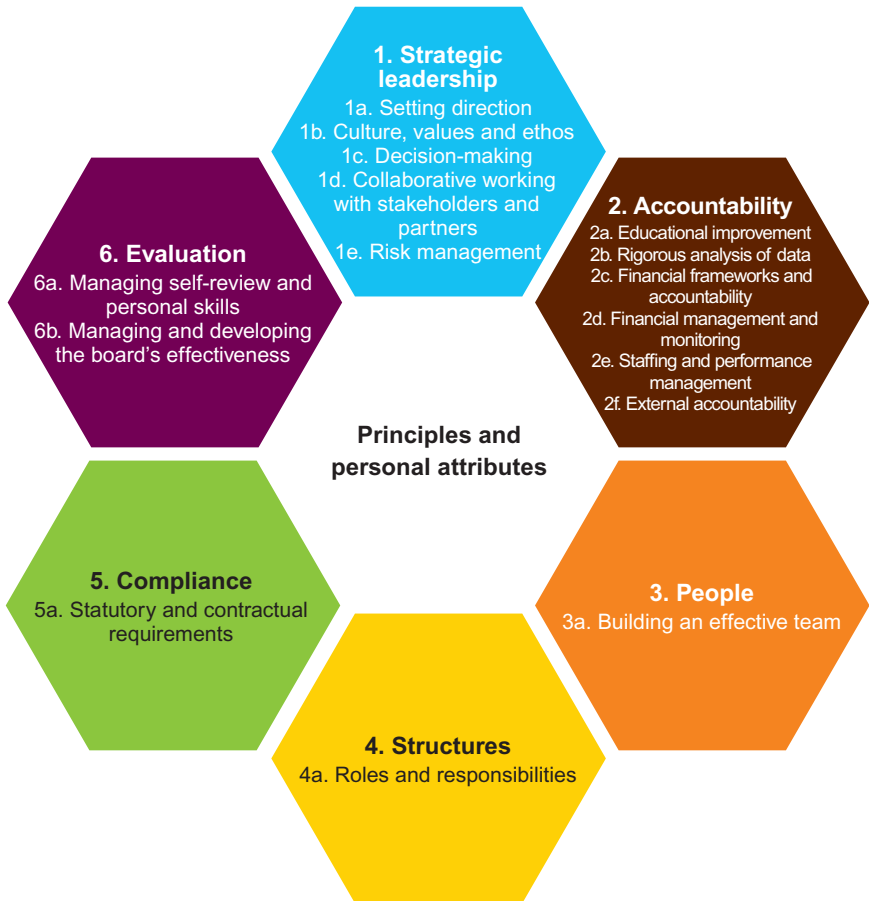 1. Strategic
leadership
1a. Setting direction
1b. Culture, values and ethos
1c. Decision-making
1d. Collaborative working
with stakeholders and
partners
1e. Risk management
2. Accountability
2a. Educational improvement
2b. Rigorous analysis of data
2c. Financial frameworks and
accountability
2d. Financial management and
monitoring
2e. Staffing and performance
management
2f. External accountability
3. People
3a. Building an effective team
4. Structures
4a. Roles and responsibilities
5. Compliance
5a. Statutory and contractual
requirements
6. Evaluation
6a. Managing self-review and
personal skills
6b. Managing and developing
the board's effectiveness
Principles and
personal attributes